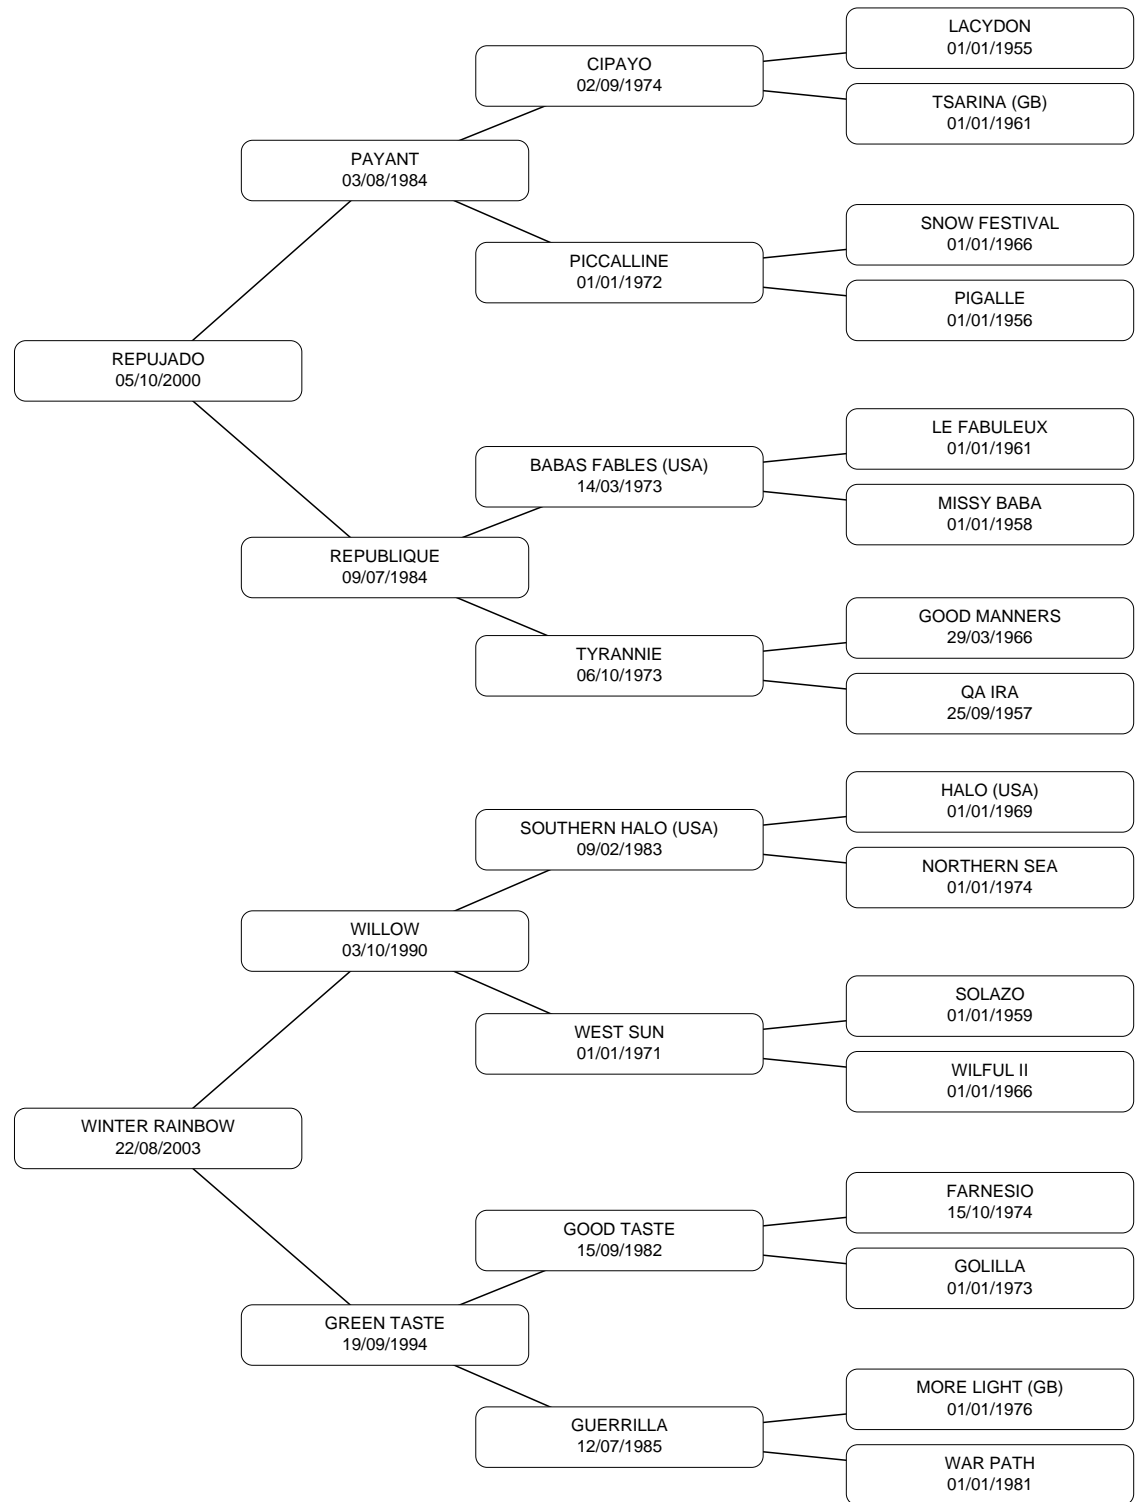 LACYDON
01/01/1955
CIPAYO
02/09/1974
TSARINA (GB)
01/01/1961
PAYANT
03/08/1984
SNOW FESTIVAL
01/01/1966
PICCALLINE
01/01/1972
PIGALLE
01/01/1956
REPUJADO
05/10/2000
LE FABULEUX
01/01/1961
BABAS FABLES (USA)
14/03/1973
MISSY BABA
01/01/1958
REPUBLIQUE
09/07/1984
GOOD MANNERS
29/03/1966
TYRANNIE
06/10/1973
QA IRA
25/09/1957
HALO (USA)
01/01/1969
SOUTHERN HALO (USA)
09/02/1983
NORTHERN SEA
01/01/1974
WILLOW
03/10/1990
SOLAZO
01/01/1959
WEST SUN
01/01/1971
WILFUL II
01/01/1966
WINTER RAINBOW
22/08/2003
FARNESIO
15/10/1974
GOOD TASTE
15/09/1982
GOLILLA
01/01/1973
GREEN TASTE
19/09/1994
MORE LIGHT (GB)
01/01/1976
GUERRILLA
12/07/1985
WAR PATH
01/01/1981